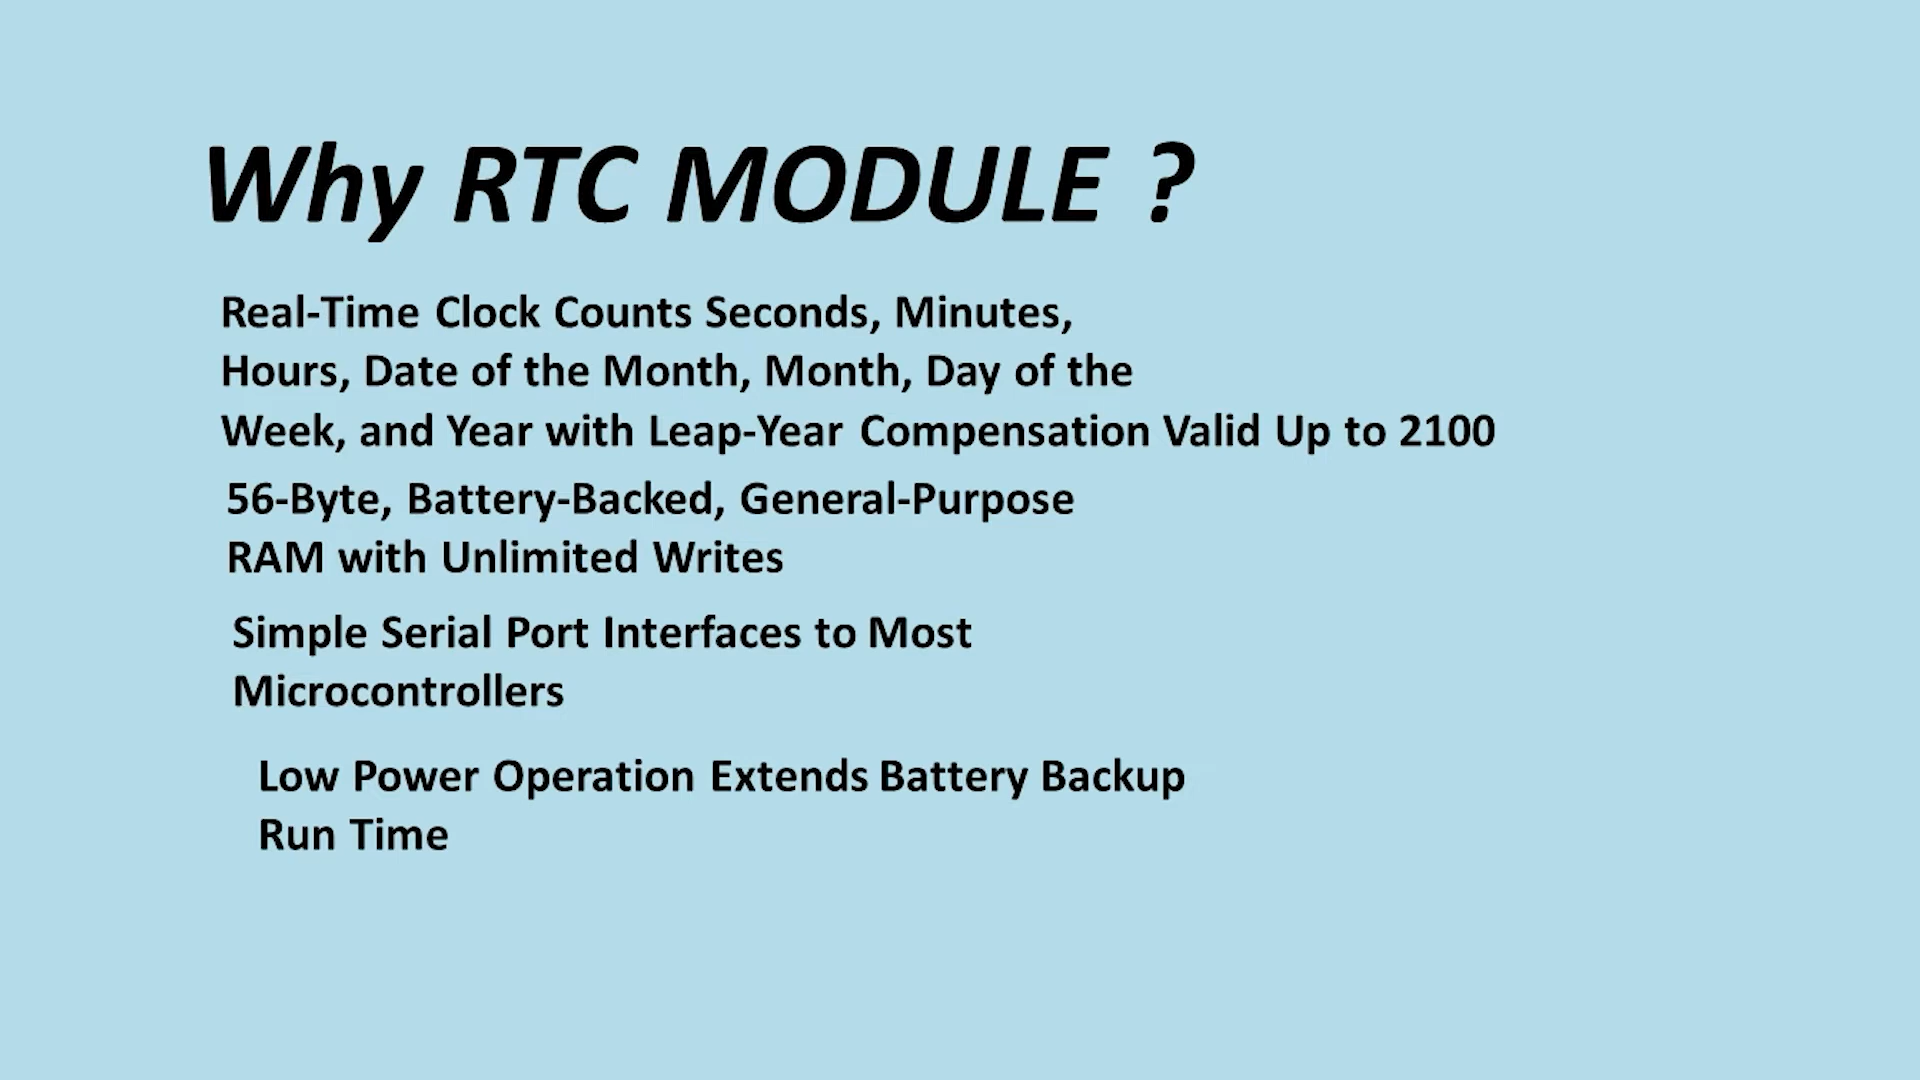 Why RTC MODULE ?
Real-Time Clock Counts Seconds, Minutes,
Hours, Date of the Month, Month, Day of the
Week, and Year with Leap-Year Compensation Valid Up to 2100
56-Byte, Battery-Backed, General-Purpose
RAM with Unlimited Writes
Simple Serial Port Interfaces to Most
Microcontrollers
Low Power Operation Extends Battery Backup
Run Time